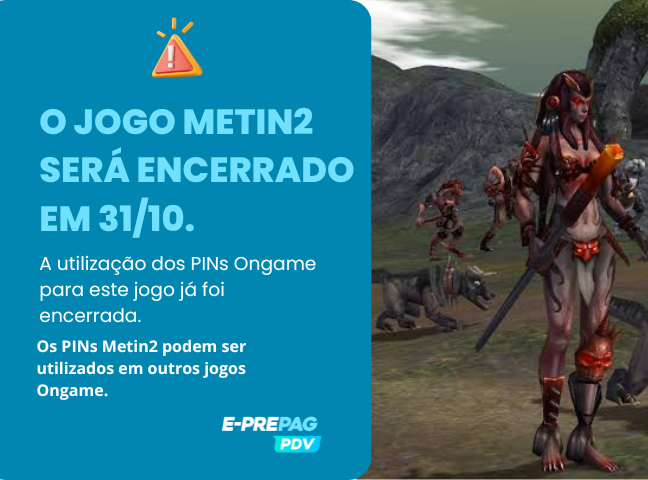 O JOGO METIN2
SERÁ ENCERRADO
EM 31/10.
A utilização dos PINs Ongame
para este jogo já foi
encerrada.
Os PINs Metin2 podem ser
utilizados em outros jogos
Ongame.
E-PREPAG
PDV